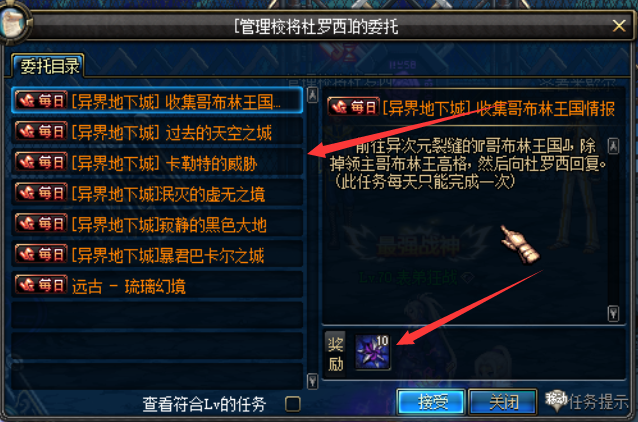 [管理校将杜罗西]的委托
委托目录
每日 [异界地下城] 收集哥布林王国...
每日 [异界地下城] 过去的天空之城
每日 [异界地下城] 卡勒特的威胁
每日 [异界地下城]泯灭的虚无之境
每日 [异界地下城]寂静的黑色大地
每日 [异界地下城]暴君巴卡尔之城
每日 远古 - 琉璃幻境
查看符合Lv的任务
每日 [异界地下城] 收集哥布林王国情报
前往异次元裂缝的『哥布林王国』, 除
掉领主哥布林王高格, 然后向杜罗西回复。
(此任务每天只能完成一次)
最强战神
奖励
10
接受
关闭
任务提示